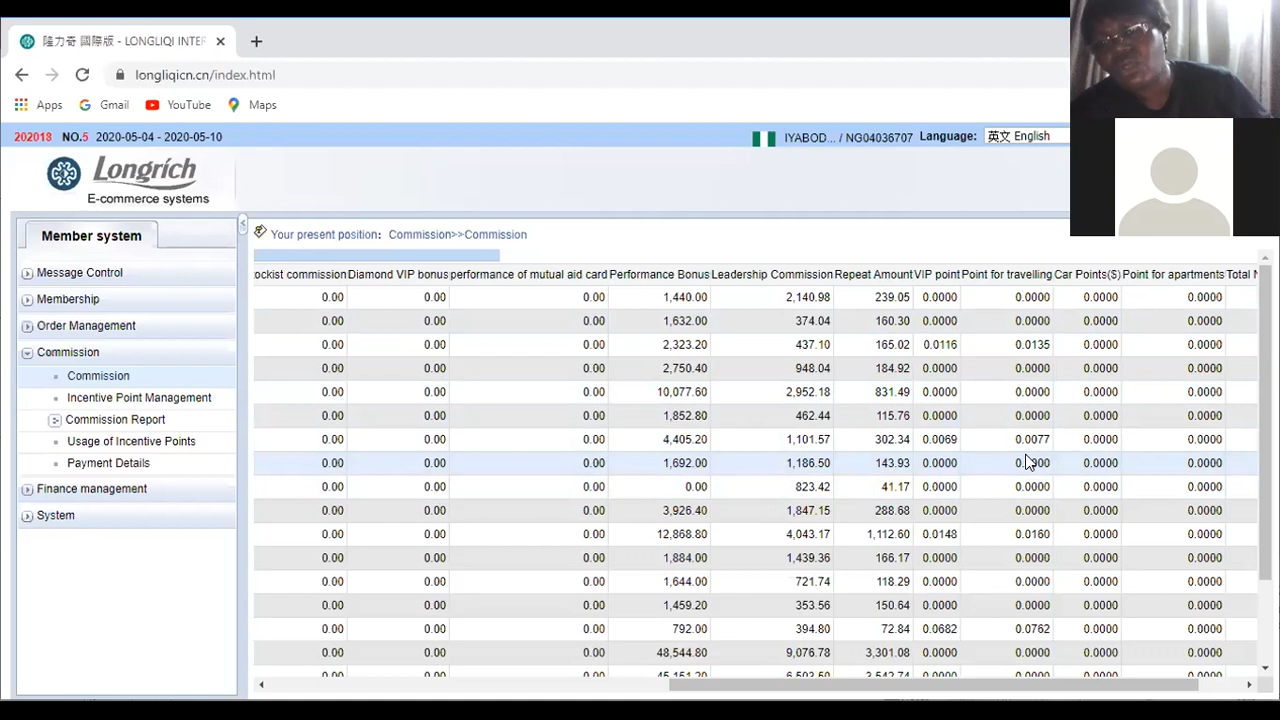 隆力奇 國際版 - LONGLIQI INTER
longliqicn.cn/index.html
Apps Gmail YouTube Maps
202018 NO.5 2020-05-04 - 2020-05-10 IYABOD... / NG04036707 Language: 英文 English
Longrich
E-commerce systems
Member system
Your present position: Commission>>Commission
Message Control
Membership
Order Management
Commission
Commission
Incentive Point Management
Commission Report
Usage of Incentive Points
Payment Details
Finance management
System
ockist commission Diamond VIP bonus performance of mutual aid card Performance Bonus Leadership Commission Repeat Amount VIP point Point for travelling Car Points($) Point for apartments Total N
0.00 0.00 0.00 1,440.00 2,140.98 239.05 0.0000 0.0000 0.0000 0.0000
0.00 0.00 0.00 1,632.00 374.04 160.30 0.0000 0.0000 0.0000 0.0000
0.00 0.00 0.00 2,323.20 437.10 165.02 0.0116 0.0135 0.0000 0.0000
0.00 0.00 0.00 2,750.40 948.04 184.92 0.0000 0.0000 0.0000 0.0000
0.00 0.00 0.00 10,077.60 2,952.18 831.49 0.0000 0.0000 0.0000 0.0000
0.00 0.00 0.00 1,852.80 462.44 115.76 0.0000 0.0000 0.0000 0.0000
0.00 0.00 0.00 4,405.20 1,101.57 302.34 0.0069 0.0077 0.0000 0.0000
0.00 0.00 0.00 1,692.00 1,186.50 143.93 0.0000 0.0000 0.0000
0.00 0.00 0.00 0.00 823.42 41.17 0.0000 0.0000 0.0000 0.0000
0.00 0.00 0.00 3,926.40 1,847.15 288.68 0.0000 0.0000 0.0000 0.0000
0.00 0.00 0.00 12,868.80 4,043.17 1,112.60 0.0148 0.0160 0.0000 0.0000
0.00 0.00 0.00 1,884.00 1,439.36 166.17 0.0000 0.0000 0.0000 0.0000
0.00 0.00 0.00 1,644.00 721.74 118.29 0.0000 0.0000 0.0000 0.0000
0.00 0.00 0.00 1,459.20 353.56 150.64 0.0000 0.0000 0.0000 0.0000
0.00 0.00 0.00 792.00 394.80 72.84 0.0682 0.0762 0.0000 0.0000
0.00 0.00 0.00 48,544.80 9,076.78 3,301.08 0.0000 0.0000 0.0000 0.0000